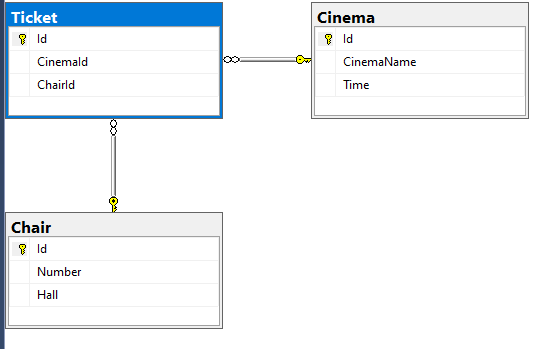 Ticket
Id
CinemaId
ChairId
Cinema
Id
CinemaName
Time
Chair
Id
Number
Hall